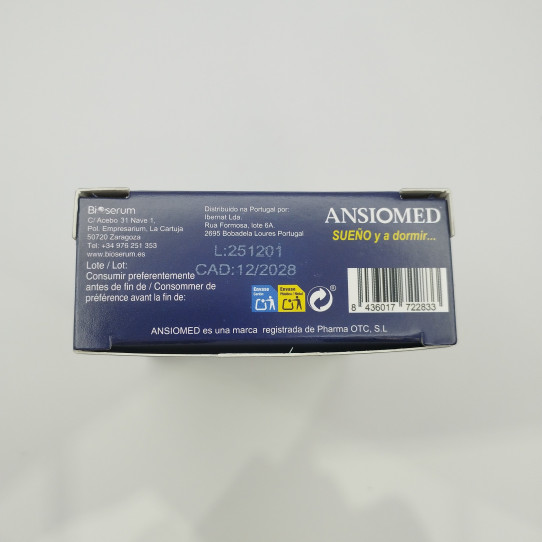 Bioserum
C/ Acebo 31 Nave 1,
Pol. Empresarium, La Cartuja
50720 Zaragoza
Tel: +34 976 251 353
www.bioserum.es
Lote / Lot:
Consumir preferentemente
antes de fin de / Consommer de
préférence avant la fin de:
Distribuido na Portugal por:
Ibernat Lda.
Rua Formosa, lote 6A.
2695 Bobadela Loures Portugal
L:251201
CAD:12/2028
ANSIOMED
SUEÑO y a dormir...
Envase
Cartón
Envase
8 436017 722833
ANSIOMED es una marca registrada de Pharma OTC, S.L